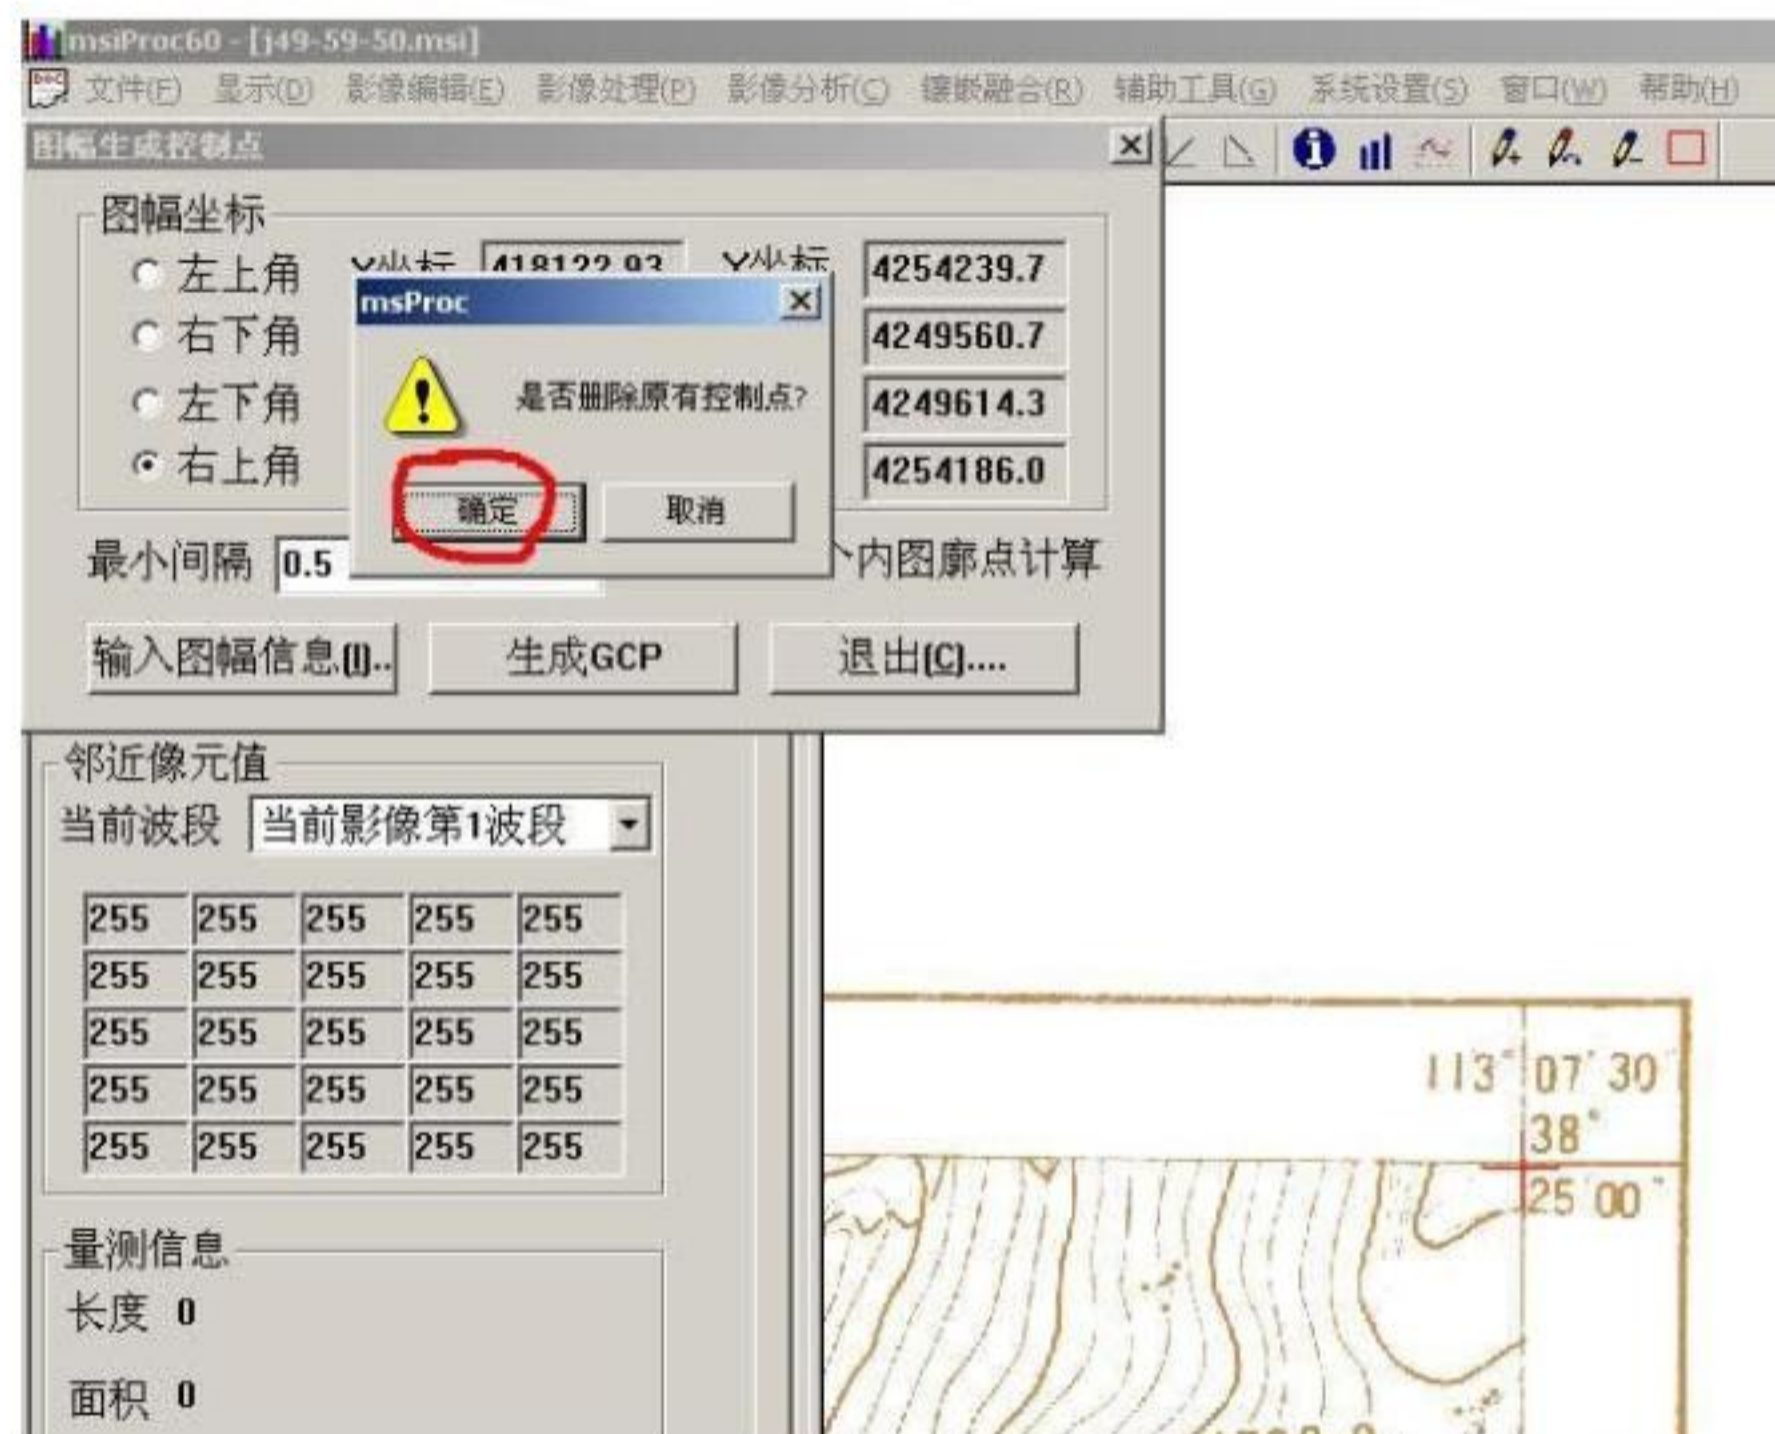 msiProc60 - [j49-59-50.msi]
文件(F) 显示(D) 影像编辑(E) 影像处理(P) 影像分析(C) 镶嵌融合(R) 辅助工具(G) 系统设置(S) 窗口(W) 帮助(H)
图幅生成控制点
图幅坐标
左上角 418122.93 Y坐标 4254239.7
右下角 4249560.7
左下角 4249614.3
右上角 4254186.0
msProc
是否删除原有控制点?
确定 取消
最小间隔 0.5 个内图廓点计算
输入图幅信息(I).. 生成GCP 退出(C)....
邻近像元值
当前波段 当前影像第1波段
255 255 255 255 255
255 255 255 255 255
255 255 255 255 255
255 255 255 255 255
255 255 255 255 255
量测信息
长度 0
面积 0
113° 07' 30"
38°
25' 00"